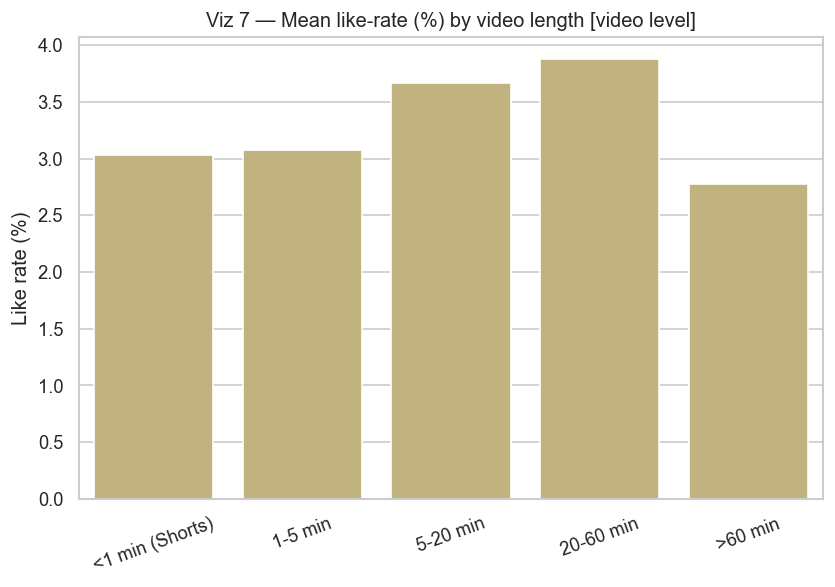 Viz 7 — Mean like-rate (%) by video length [video level]
Like rate (%)
4.0
3.5
3.0
2.5
2.0
1.5
1.0
0.5
0.0
<1 min (Shorts)
1-5 min
5-20 min
20-60 min
>60 min